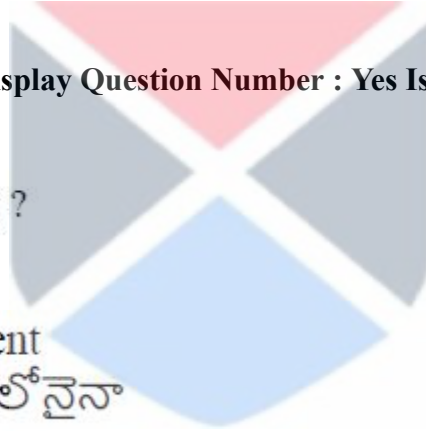 splay Question Number : Yes Is
?
ent
లోనైనా